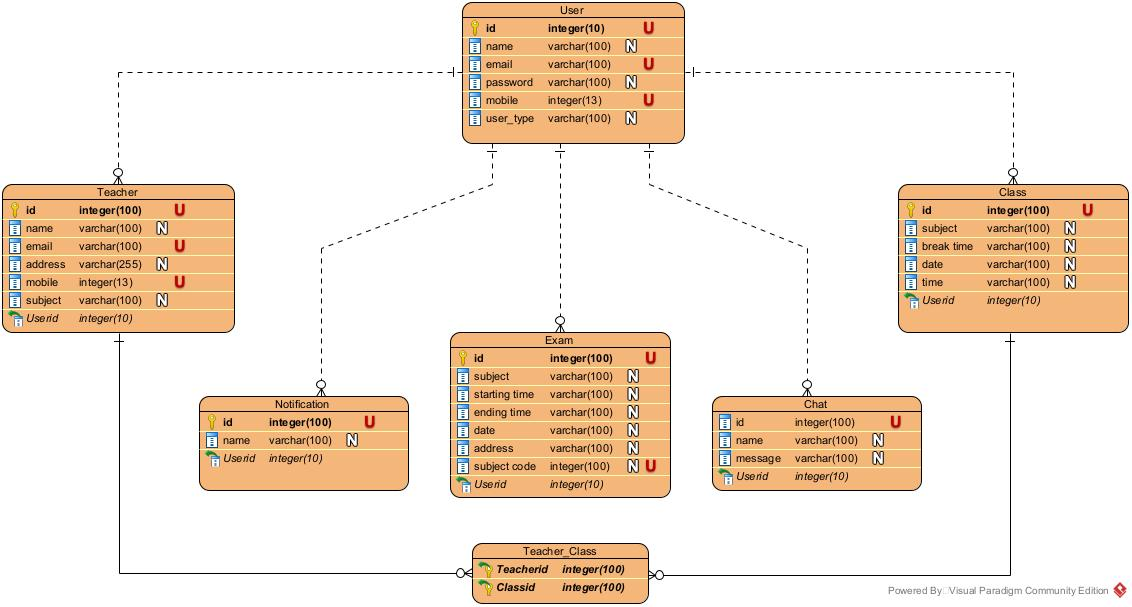 User
id integer(10) U
name varchar(100) N
email varchar(100) U
password varchar(100) N
mobile integer(13) U
user_type varchar(100) N
Teacher
id integer(100) U
name varchar(100) N
email varchar(100) U
address varchar(255) N
mobile integer(13) U
subject varchar(100) N
Userid integer(10)
Class
id integer(100) U
subject varchar(100) N
break time varchar(100) N
date varchar(100) N
time varchar(100) N
Userid integer(10)
Notification
id integer(100) U
name varchar(100) N
Userid integer(10)
Exam
id integer(100) U
subject varchar(100) N
starting time varchar(100) N
ending time varchar(100) N
date varchar(100) N
address varchar(100) N
subject code integer(100) N U
Userid integer(10)
Chat
id integer(100) U
name varchar(100) N
message varchar(100) N
Userid integer(10)
Teacher_Class
Teacherid integer(100)
Classid integer(100)
Powered By Visual Paradigm Community Edition